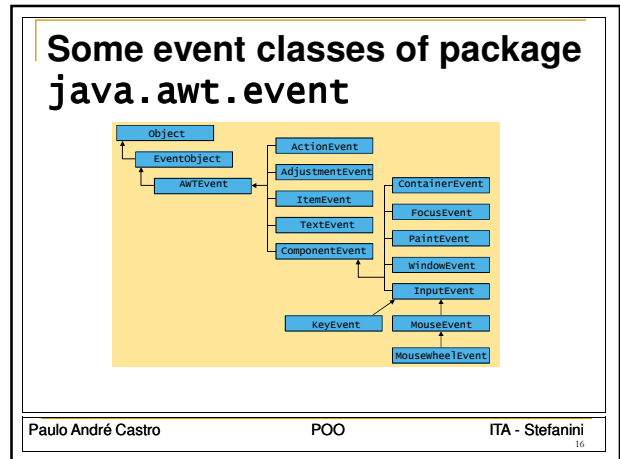 Some event classes of package
java.awt.event
Object
EventObject
AWTEvent
ActionEvent
AdjustmentEvent
ItemEvent
TextEvent
ComponentEvent
ContainerEvent
FocusEvent
PaintEvent
WindowEvent
InputEvent
KeyEvent
MouseEvent
MouseWheelEvent
Paulo André Castro POO ITA - Stefanini
16